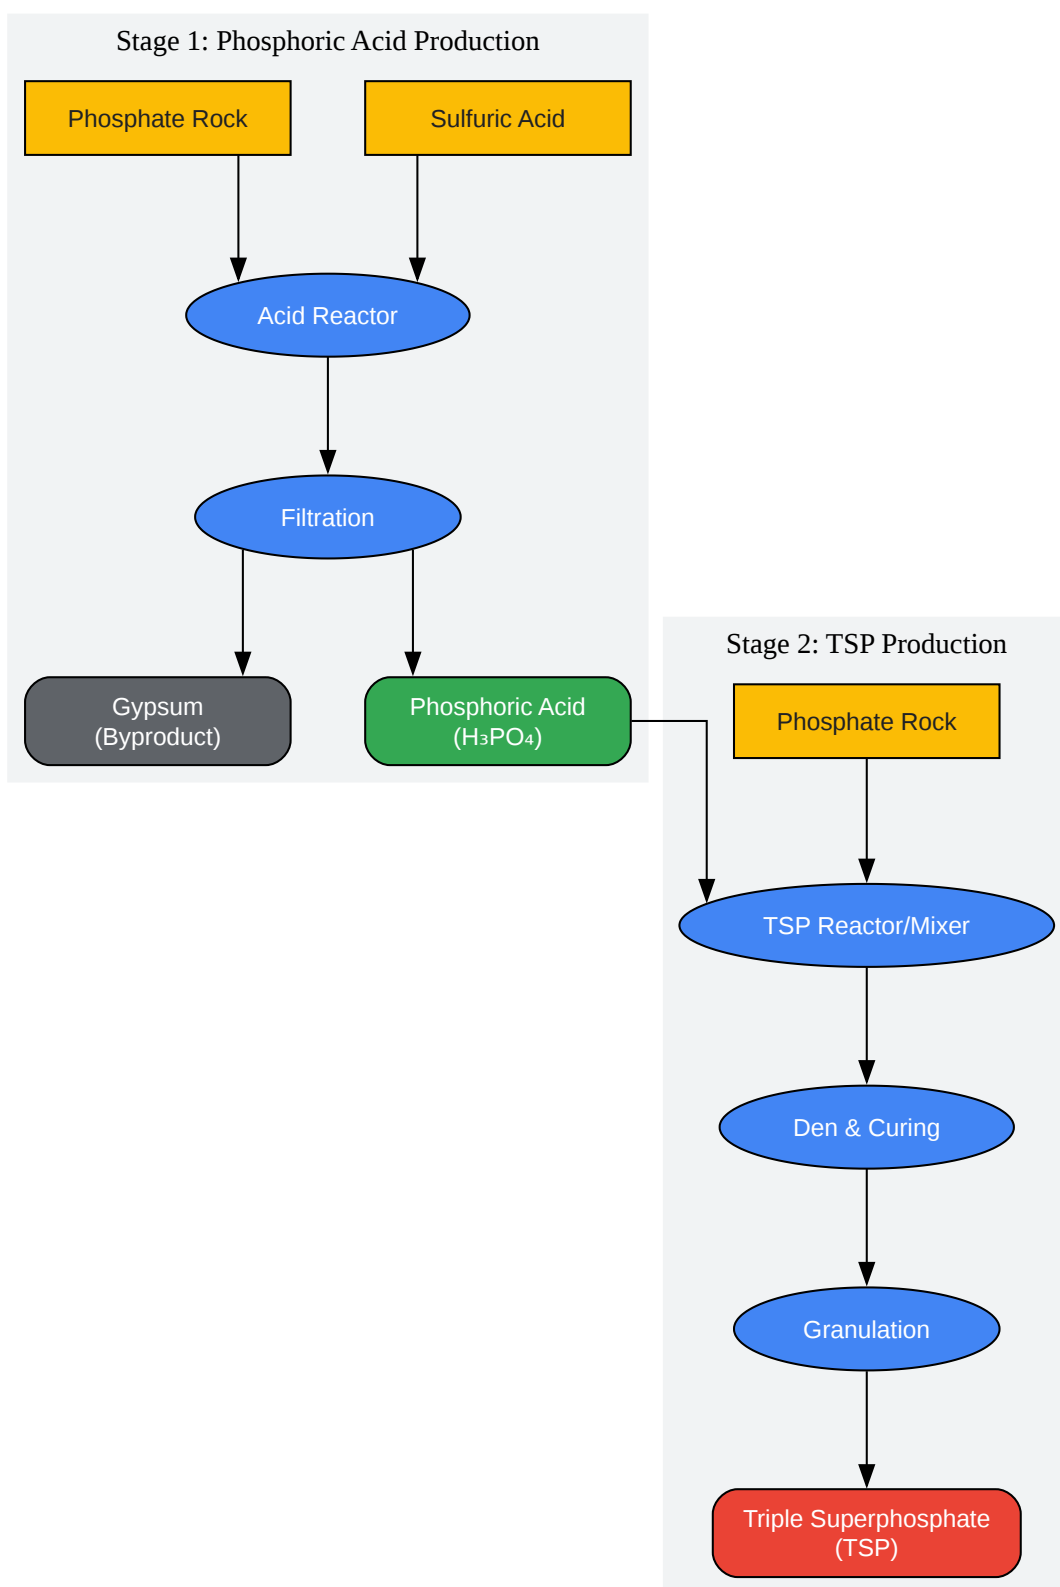 Stage 1: Phosphoric Acid Production
Phosphate Rock
Sulfuric Acid
Acid Reactor
Filtration
Gypsum
(Byproduct)
Phosphoric Acid
(H₃PO₄)
Stage 2: TSP Production
Phosphate Rock
TSP Reactor/Mixer
Den & Curing
Granulation
Triple Superphosphate
(TSP)